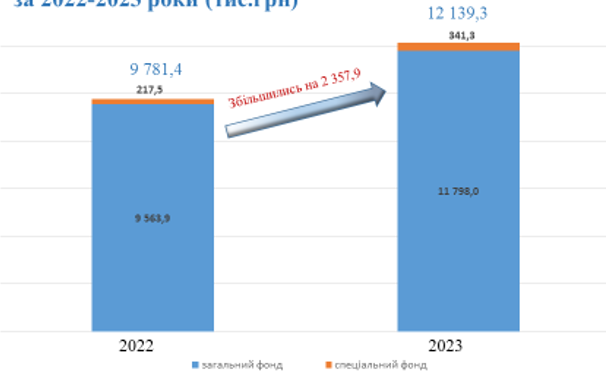 за 2022-2023 роки (тис.грн)
12 139,3
341,3
9 781,4
217,5
Збільшились на 2 357,9
11 798,0
9 563,9
2022
2023
загальний фонд
спеціальний фонд